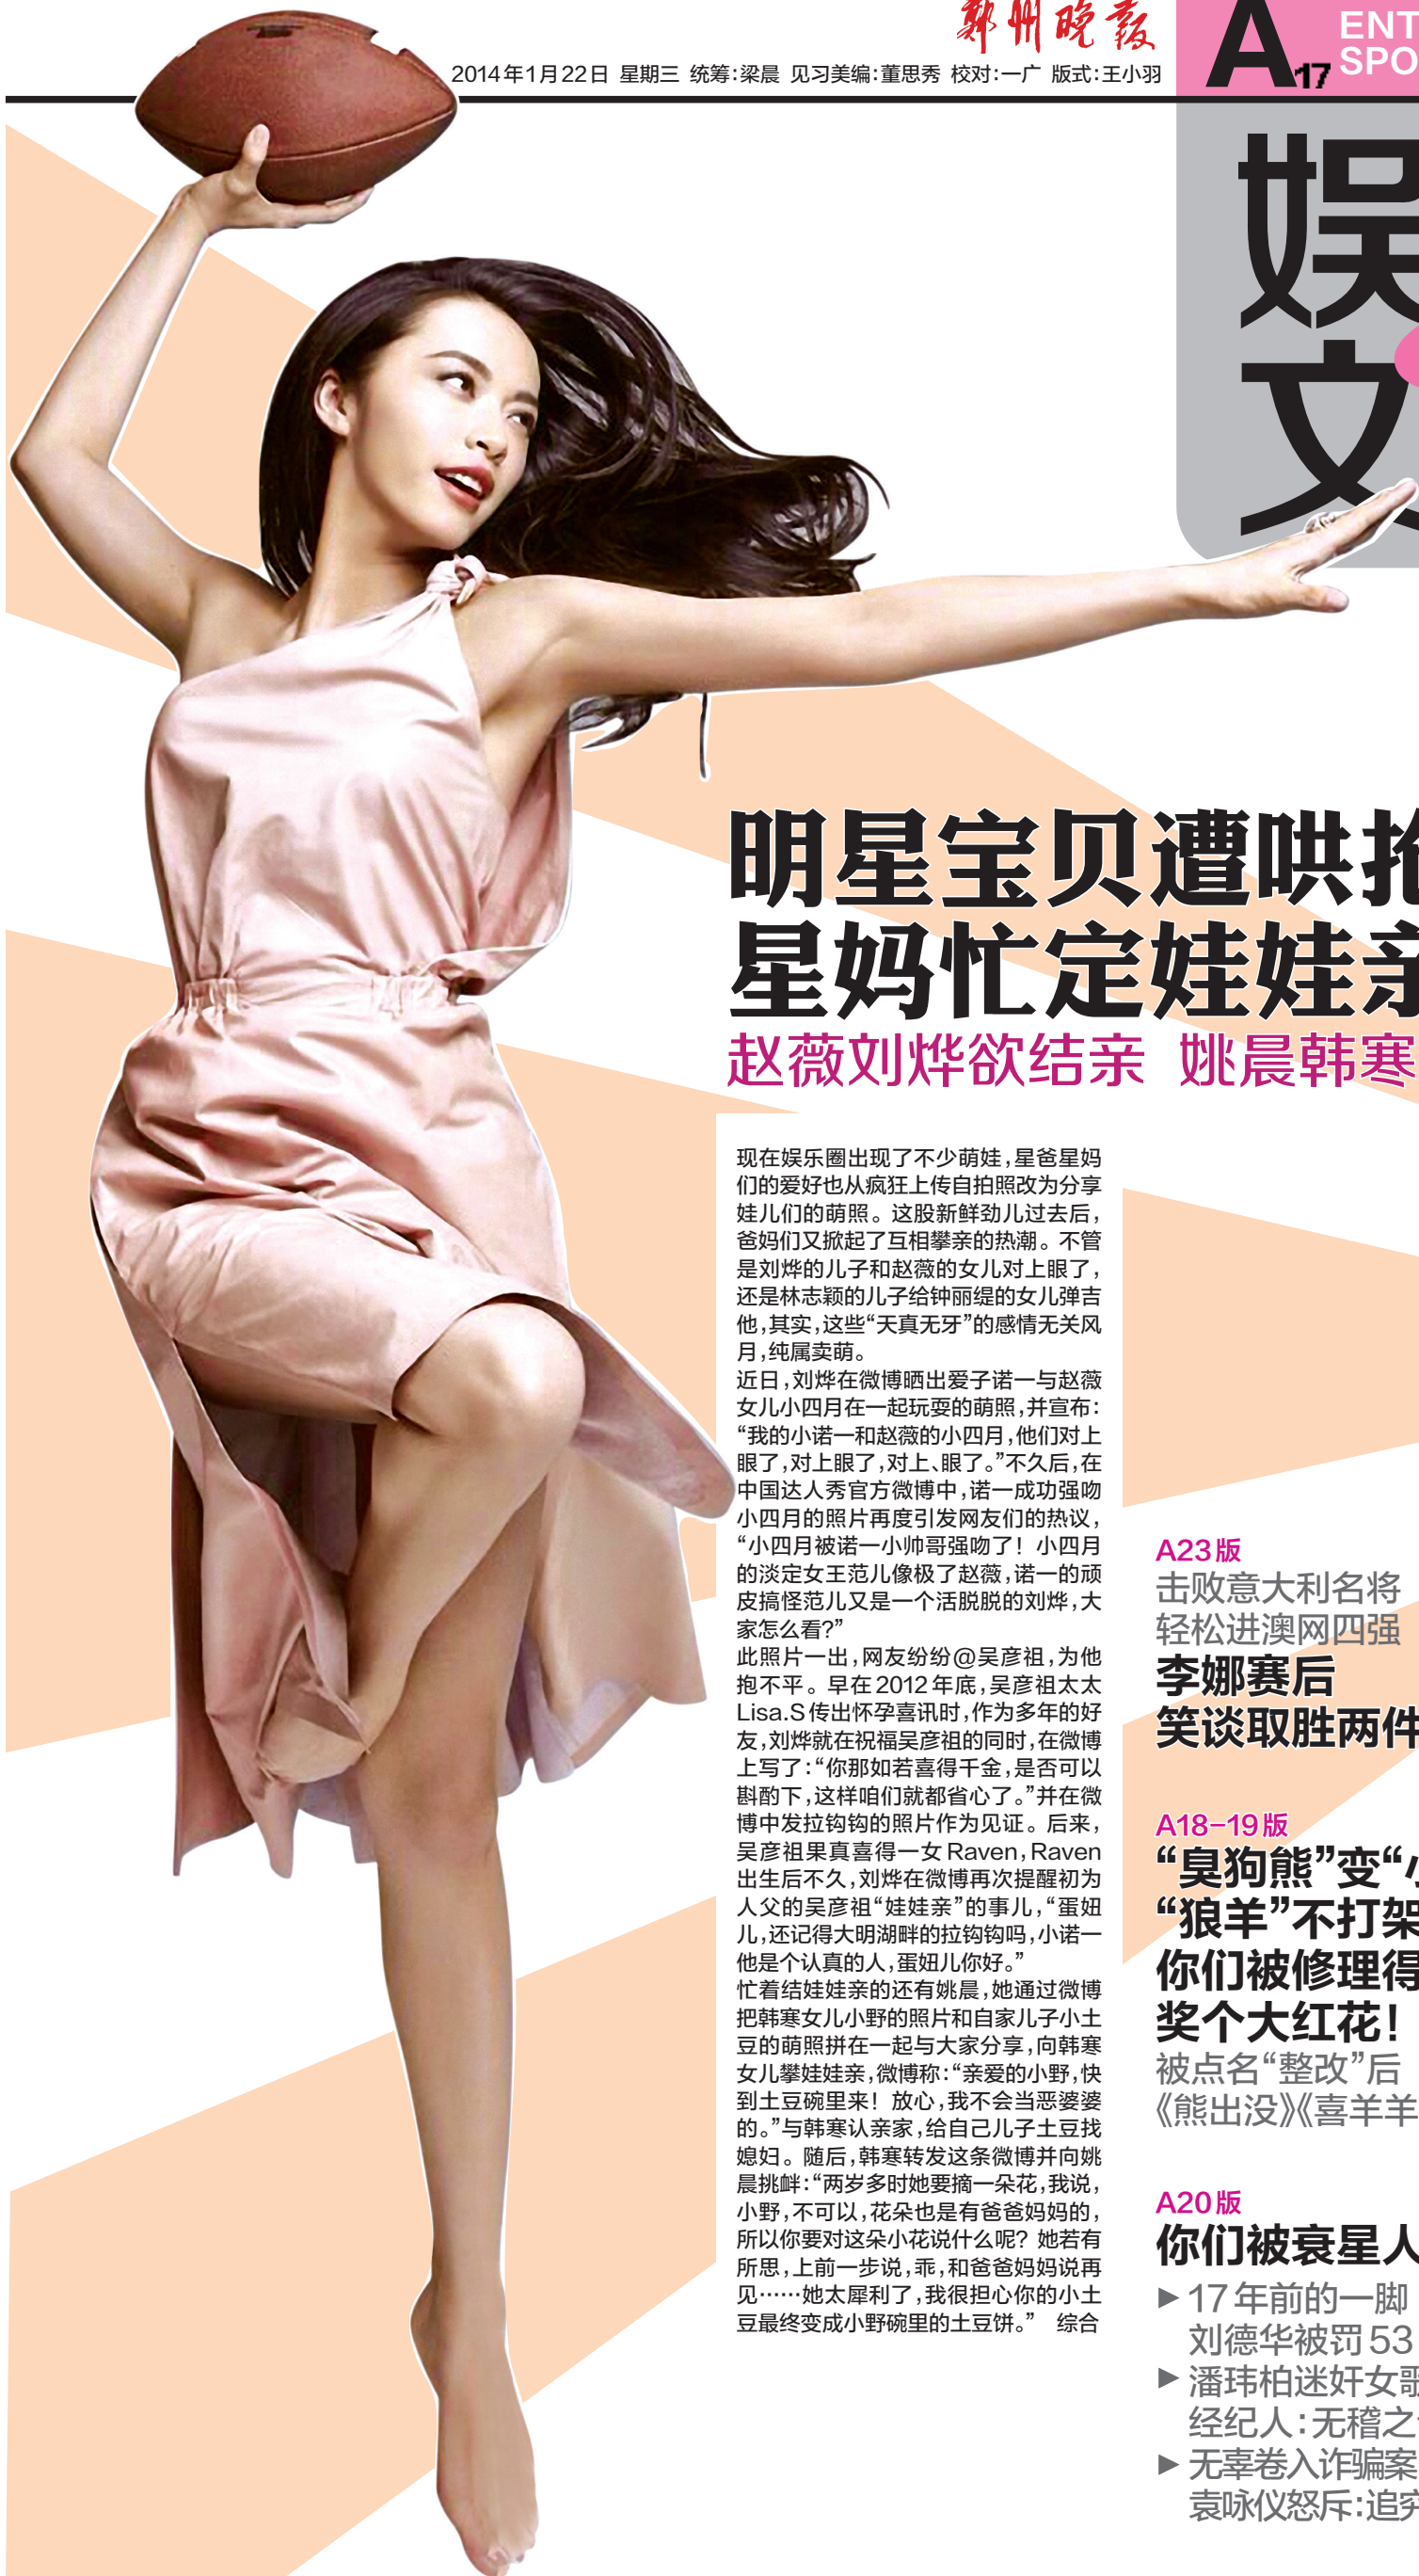 郑州晚报
2014年1月22日 星期三 统筹:梁晨 见习美编:董思秀 校对:一广 版式:王小羽
A17
ENT
SPO
娱
文
明星宝贝遭哄抢
星妈忙定娃娃亲
赵薇刘烨欲结亲 姚晨韩寒
现在娱乐圈出现了不少萌娃,星爸星妈
们的爱好也从疯狂上传自拍照改为分享
娃儿们的萌照。这股新鲜劲儿过去后,
爸妈们又掀起了互相攀亲的热潮。不管
是刘烨的儿子和赵薇的女儿对上眼了,
还是林志颖的儿子给钟丽缇的女儿弹吉
他,其实,这些“天真无牙”的感情无关风
月,纯属卖萌。
近日,刘烨在微博晒出爱子诺一与赵薇
女儿小四月在一起玩耍的萌照,并宣布:
“我的小诺一和赵薇的小四月,他们对上
眼了,对上眼了,对上、眼了。”不久后,在
中国达人秀官方微博中,诺一成功强吻
小四月的照片再度引发网友们的热议,
“小四月被诺一小帅哥强吻了! 小四月
的淡定女王范儿像极了赵薇,诺一的顽
皮搞怪范儿又是一个活脱脱的刘烨,大
家怎么看?”
此照片一出,网友纷纷@吴彦祖,为他
抱不平。早在2012年底,吴彦祖太太
Lisa.S传出怀孕喜讯时,作为多年的好
友,刘烨就在祝福吴彦祖的同时,在微博
上写了:“你那如若喜得千金,是否可以
斟酌下,这样咱们就都省心了。”并在微
博中发拉钩钩的照片作为见证。后来,
吴彦祖果真喜得一女Raven,Raven
出生后不久,刘烨在微博再次提醒初为
人父的吴彦祖“娃娃亲”的事儿,“蛋妞
儿,还记得大明湖畔的拉钩钩吗,小诺一
他是个认真的人,蛋妞儿你好。”
忙着结娃娃亲的还有姚晨,她通过微博
把韩寒女儿小野的照片和自家儿子小土
豆的萌照拼在一起与大家分享,向韩寒
女儿攀娃娃亲,微博称:“亲爱的小野,快
到土豆碗里来! 放心,我不会当恶婆婆
的。”与韩寒认亲家,给自己儿子土豆找
媳妇。随后,韩寒转发这条微博并向姚
晨挑衅:“两岁多时她要摘一朵花,我说,
小野,不可以,花朵也是有爸爸妈妈的,
所以你要对这朵小花说什么呢? 她若有
所思,上前一步说,乖,和爸爸妈妈说再
见……她太犀利了,我很担心你的小土
豆最终变成小野碗里的土豆饼。” 综合
A23版
击败意大利名将
轻松进澳网四强
李娜赛后
笑谈取胜两件
A18-19版
“臭狗熊”变“小
“狼羊”不打架
你们被修理得
奖个大红花!
被点名“整改”后
《熊出没》《喜羊羊
A20版
你们被衰星人
▶17年前的一脚
刘德华被罚53
▶潘玮柏迷奸女歌
经纪人:无稽之
▶无辜卷入诈骗案
袁咏仪怒斥:追究